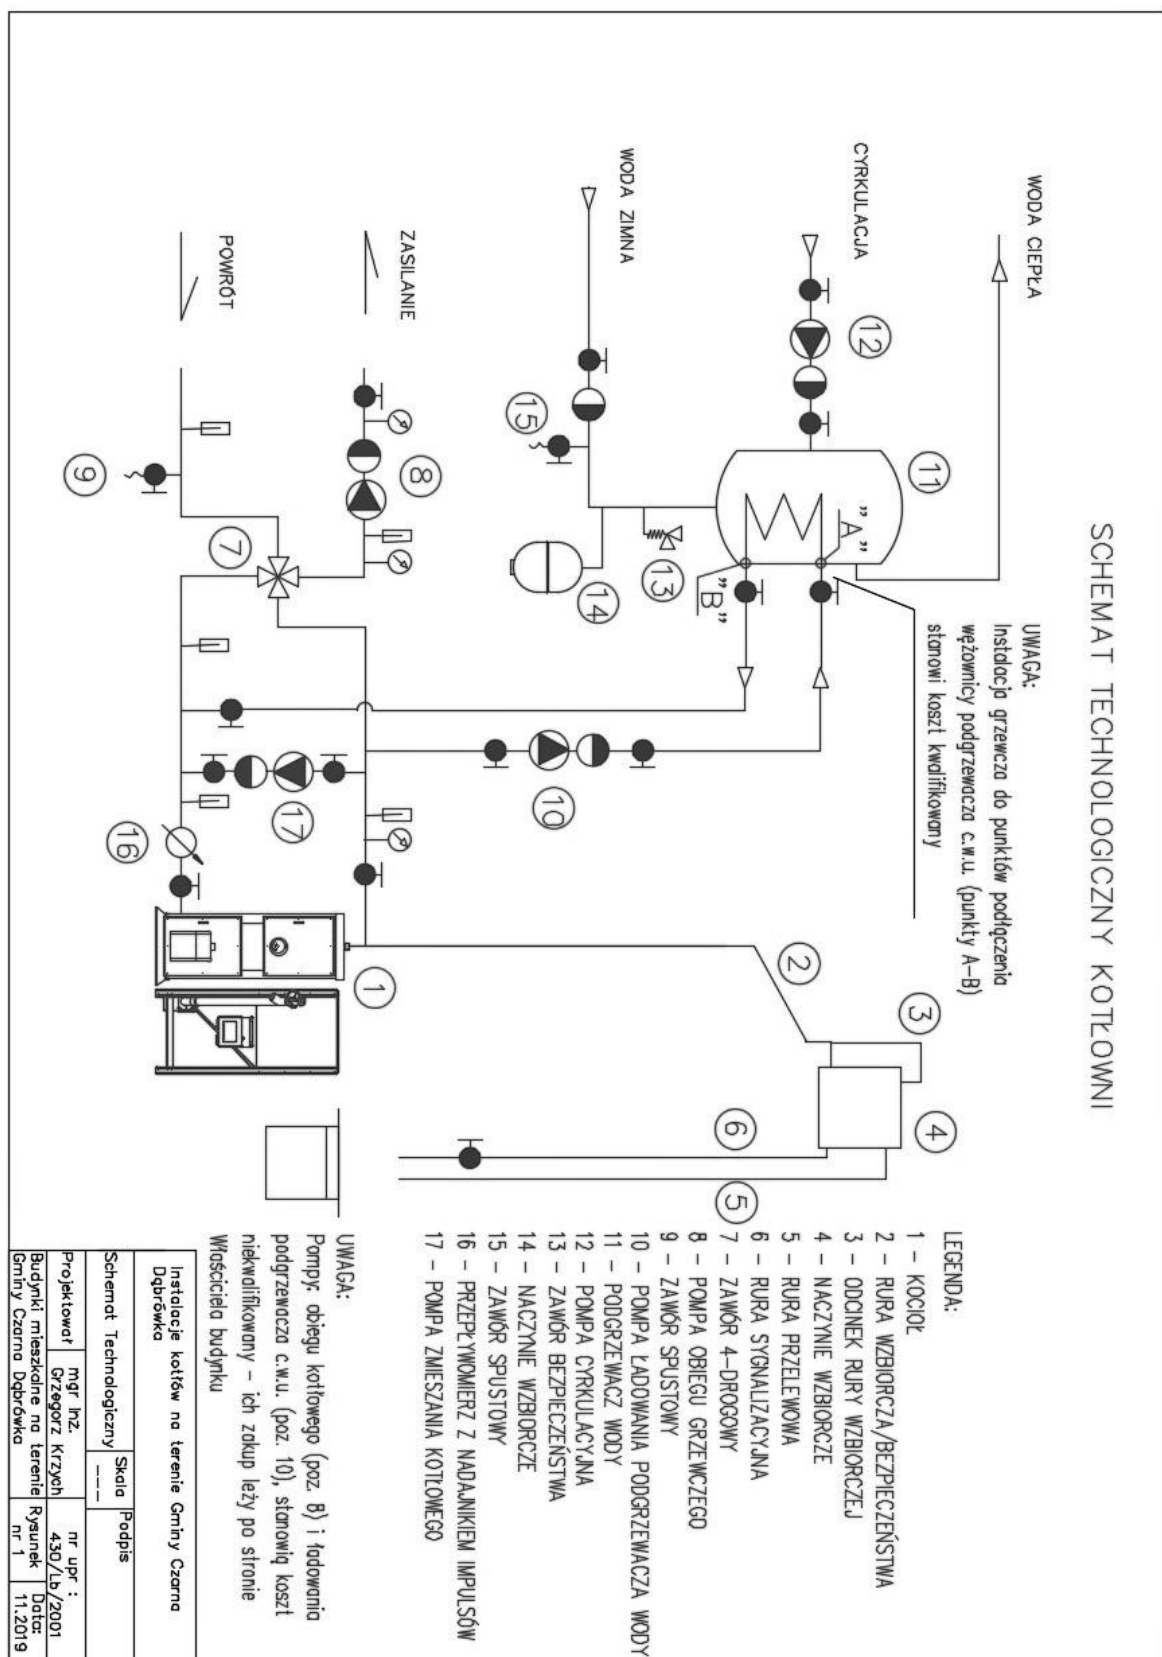 SCHEMAT TECHNOLOGICZNY KOTŁOWNI
WODA CIEPŁA
CYRKULACJA
WODA ZIMNA
ZASILANIE
POWRÓT
12
11
"A"
"B"
15
13
14
8
9
7
10
17
16
1
2
3
4
6
5
UWAGA:
Instalacja grzewcza do punktów podłączenia
wężownicy podgrzewacza c.w.u. (punkty A-B)
stanowi koszt kwalifikowany
LEGENDA:
1 - KOCIOŁ
2 - RURA WZBIORCZA/BEZPIECZEŃSTWA
3 - ODCINEK RURY WZBIORCZEJ
4 - NACZYNIE WZBIORCZE
5 - RURA PRZELEWOWA
6 - RURA SYGNALIZACYJNA
7 - ZAWÓR 4-DROGOWY
8 - POMPA OBIEGU GRZEWCZEGO
9 - ZAWÓR SPUSTOWY
10 - POMPA ŁADOWANIA PODGRZEWACZA WODY
11 - PODGRZEWACZ WODY
12 - POMPA CYRKULACYJNA
13 - ZAWÓR BEZPIECZEŃSTWA
14 - NACZYNIE WZBIORCZE
15 - ZAWÓR SPUSTOWY
16 - PRZEPŁYWOMIERZ Z NADAJNIKIEM IMPULSÓW
17 - POMPA ZMIESZANIA KOTŁOWEGO
UWAGA:
Pompy: obiegu kotłowego (poz. 8) i ładowania
podgrzewacza c.w.u. (poz. 10), stanowią koszt
niekwalifikowany - ich zakup leży po stronie
Właściciela budynku
Instalacje kotłów na terenie Gminy Czarna
Dąbrówka
Schemat Technologiczny
Skala
---
Podpis
Projektował
mgr inż.
Grzegorz Krzych
nr upr :
430/Lb/2001
Budynki mieszkalne na terenie
Gminy Czarna Dąbrówka
Rysunek
nr 1
Data:
11.2019